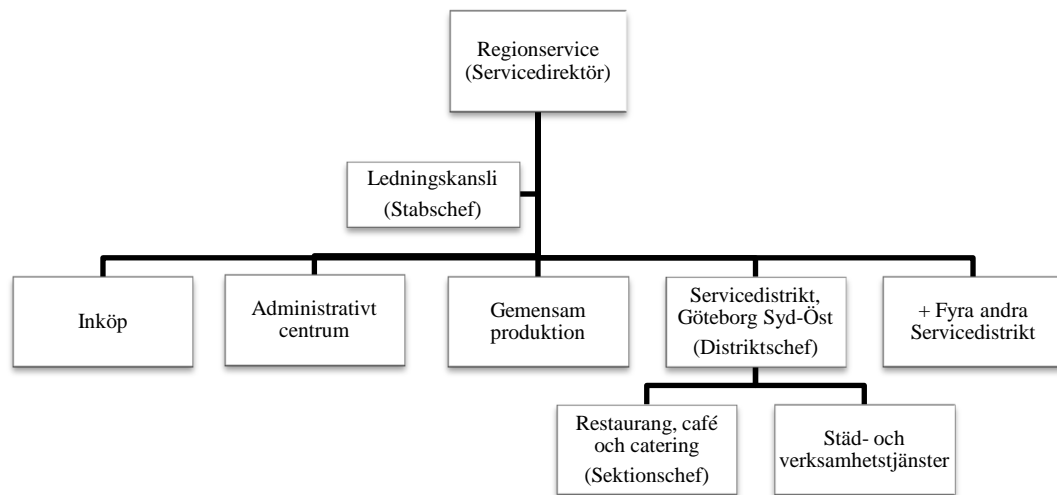 Regionservice
(Servicedirektör)
Ledningskansli
(Stabschef)
Inköp
Administrativt
centrum
Gemensam
produktion
Servicedistrikt,
Göteborg Syd-Öst
(Distriktschef)
+ Fyra andra
Servicedistrikt
Restaurang, café
och catering
(Sektionschef)
Städ- och
verksamhetstjänster